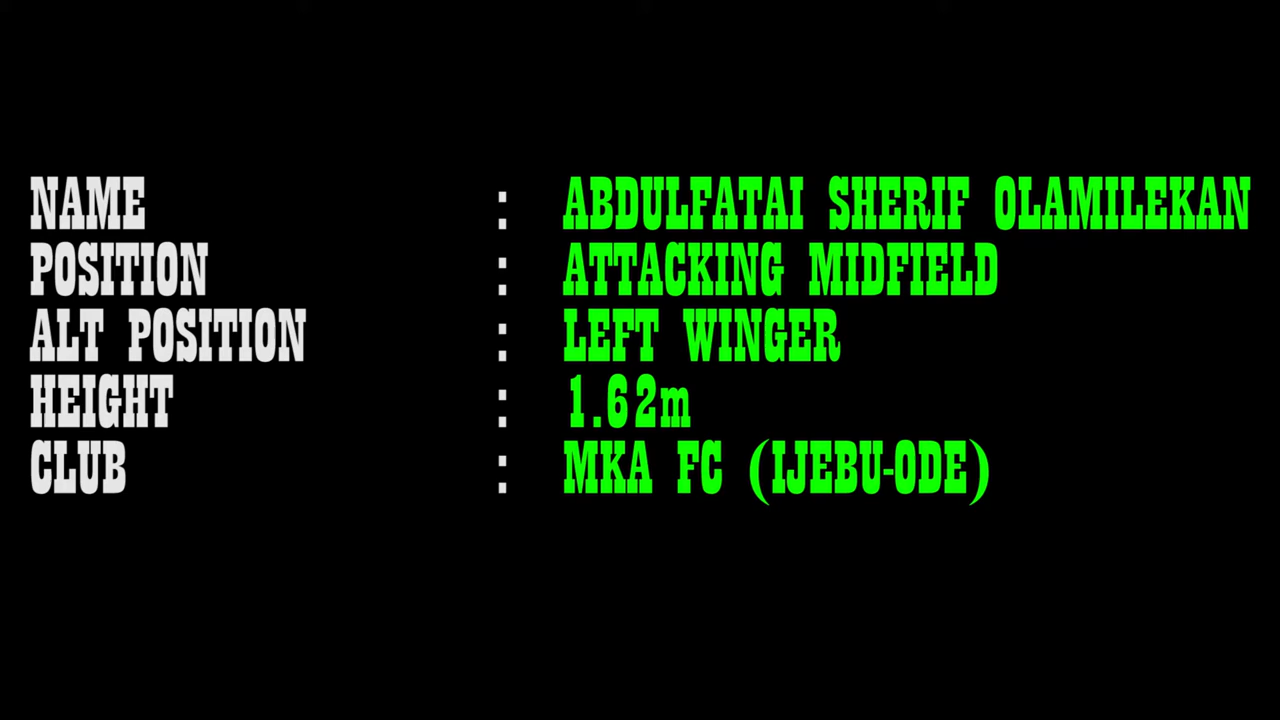 NAME : ABDULFATAI SHERIF OLAMILEKAN
POSITION : ATTACKING MIDFIELD
ALT POSITION : LEFT WINGER
HEIGHT : 1.62m
CLUB : MKA FC (IJEBU-ODE)